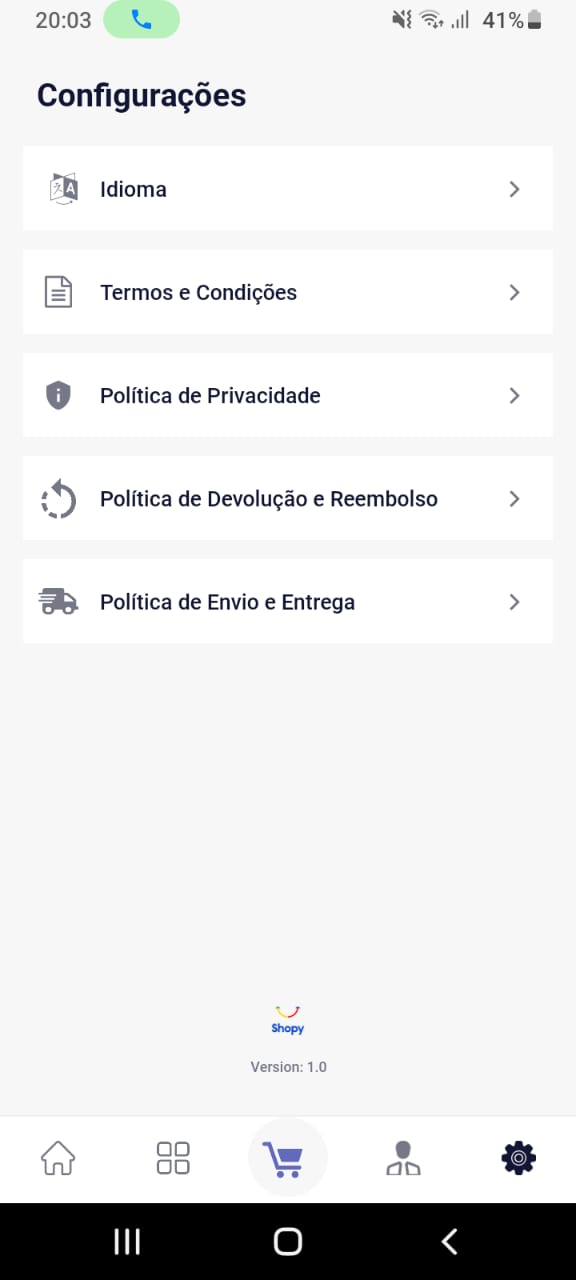 20:03
41%
Configurações
Idioma
Termos e Condições
Política de Privacidade
Política de Devolução e Reembolso
Política de Envio e Entrega
Shopy
Version: 1.0